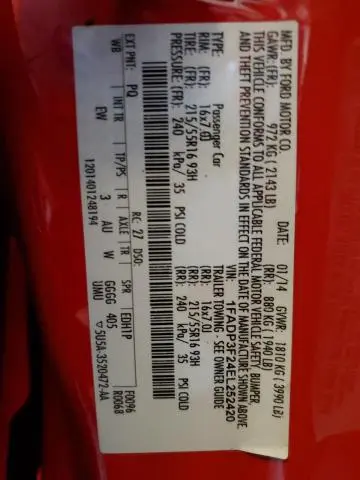 MFD. BY FORD MOTOR CO.
01/14 GVWR: 1810 KG ( 3990 LB)
GAWR:(FR) 972 KG ( 2143 LB) (RR) 880 KG ( 1940 LB)
THIS VEHICLE CONFORMS TO ALL APPLICABLE FEDERAL MOTOR VEHICLE SAFETY, BUMPER,
AND THEFT PREVENTION STANDARDS IN EFFECT ON THE DATE OF MANUFACTURE SHOWN ABOVE
VIN: 1FADP3F24EL252420
Passenger Car TRAILER TOWING - SEE OWNER GUIDE
RIM: (FR) 16x7.0J (RR) 16x7.0J
TIRE: (FR) 215/55R16 93H (RR) 215/55R16 93H
PRESSURE (FR): 240 kPa/ 35 PSI COLD (RR) 240 kPa/ 35 PSI COLD
EXT PNT: PQ RC: 27 DSO: F0096
WB INT TR TP/PS R AXLE TR SPR EDH1P R0068
EW 3 AU W GGGG 405 UMU
1201401248194 ▽5U5A-3520472-AA